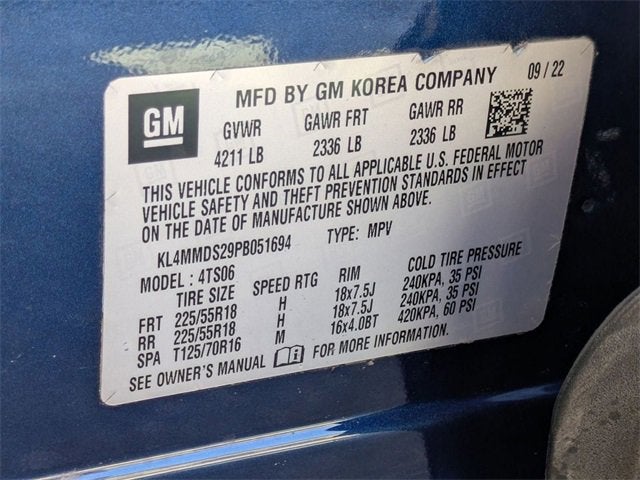 GM
MFD BY GM KOREA COMPANY 09 / 22
GVWR GAWR FRT GAWR RR
4211 LB 2336 LB 2336 LB
THIS VEHICLE CONFORMS TO ALL APPLICABLE U.S. FEDERAL MOTOR
VEHICLE SAFETY AND THEFT PREVENTION STANDARDS IN EFFECT
ON THE DATE OF MANUFACTURE SHOWN ABOVE.
KL4MMDS29PB051694 TYPE: MPV
MODEL: 4TS06
TIRE SIZE SPEED RTG RIM COLD TIRE PRESSURE
FRT 225/55R18 H 18x7.5J 240KPA, 35 PSI
RR 225/55R18 H 18x7.5J 240KPA, 35 PSI
SPA T125/70R16 M 16x4.0BT 420KPA, 60 PSI
SEE OWNER'S MANUAL FOR MORE INFORMATION.